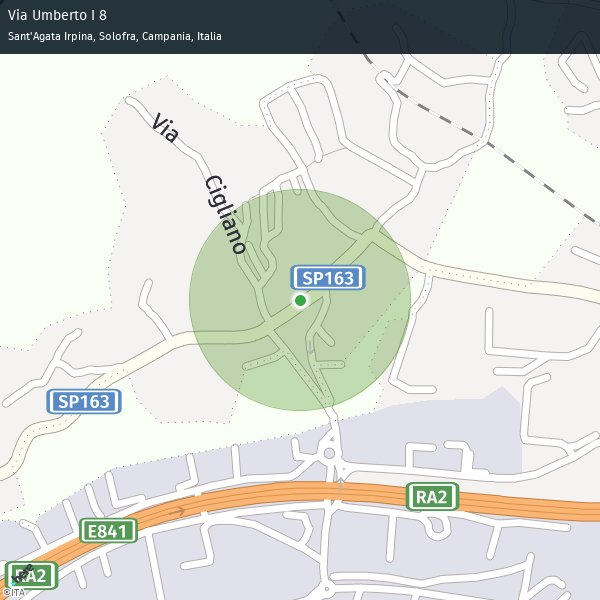 Via Umberto I 8
Sant'Agata Irpina, Solofra, Campania, Italia
Via
Cigliano
SP163
SP163
RA2
E841
RA2
©ITA